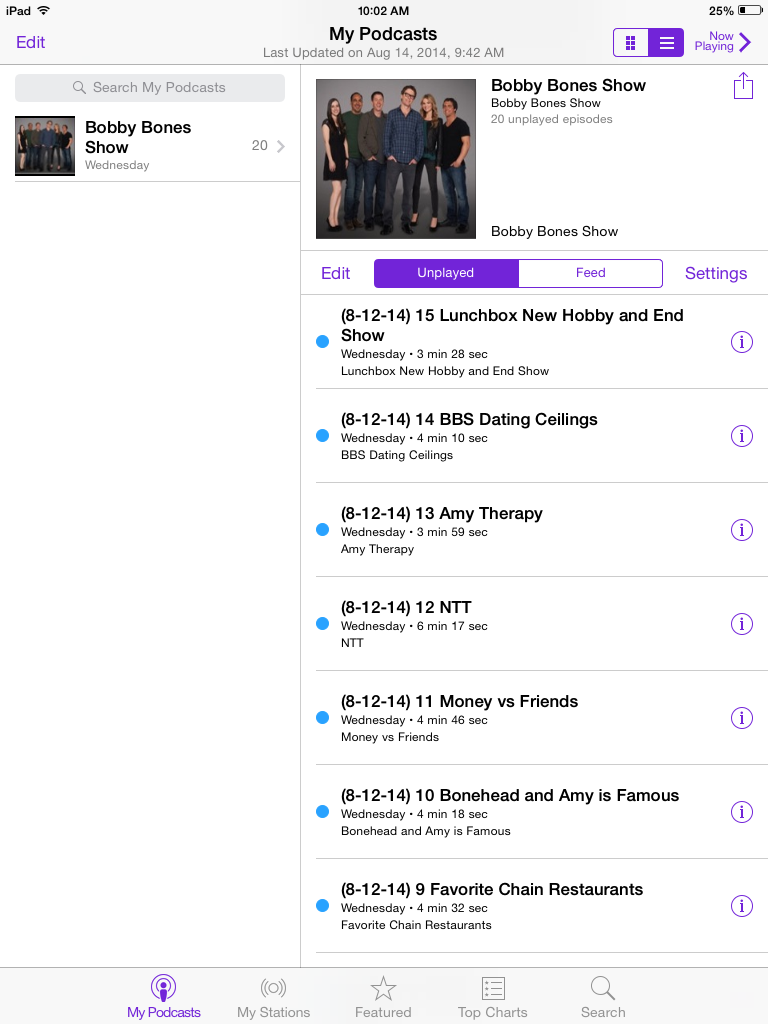 iPad
10:02 AM
25%
Edit
My Podcasts
Last Updated on Aug 14, 2014, 9:42 AM
Now
Playing
Search My Podcasts
Bobby Bones
Show
Wednesday
20
Bobby Bones Show
Bobby Bones Show
20 unplayed episodes
Bobby Bones Show
Edit
Unplayed
Feed
Settings
(8-12-14) 15 Lunchbox New Hobby and End
Show
Wednesday • 3 min 28 sec
Lunchbox New Hobby and End Show
(8-12-14) 14 BBS Dating Ceilings
Wednesday • 4 min 10 sec
BBS Dating Ceilings
(8-12-14) 13 Amy Therapy
Wednesday • 3 min 59 sec
Amy Therapy
(8-12-14) 12 NTT
Wednesday • 6 min 17 sec
NTT
(8-12-14) 11 Money vs Friends
Wednesday • 4 min 46 sec
Money vs Friends
(8-12-14) 10 Bonehead and Amy is Famous
Wednesday • 4 min 18 sec
Bonehead and Amy is Famous
(8-12-14) 9 Favorite Chain Restaurants
Wednesday • 4 min 32 sec
Favorite Chain Restaurants
My Podcasts
My Stations
Featured
Top Charts
Search